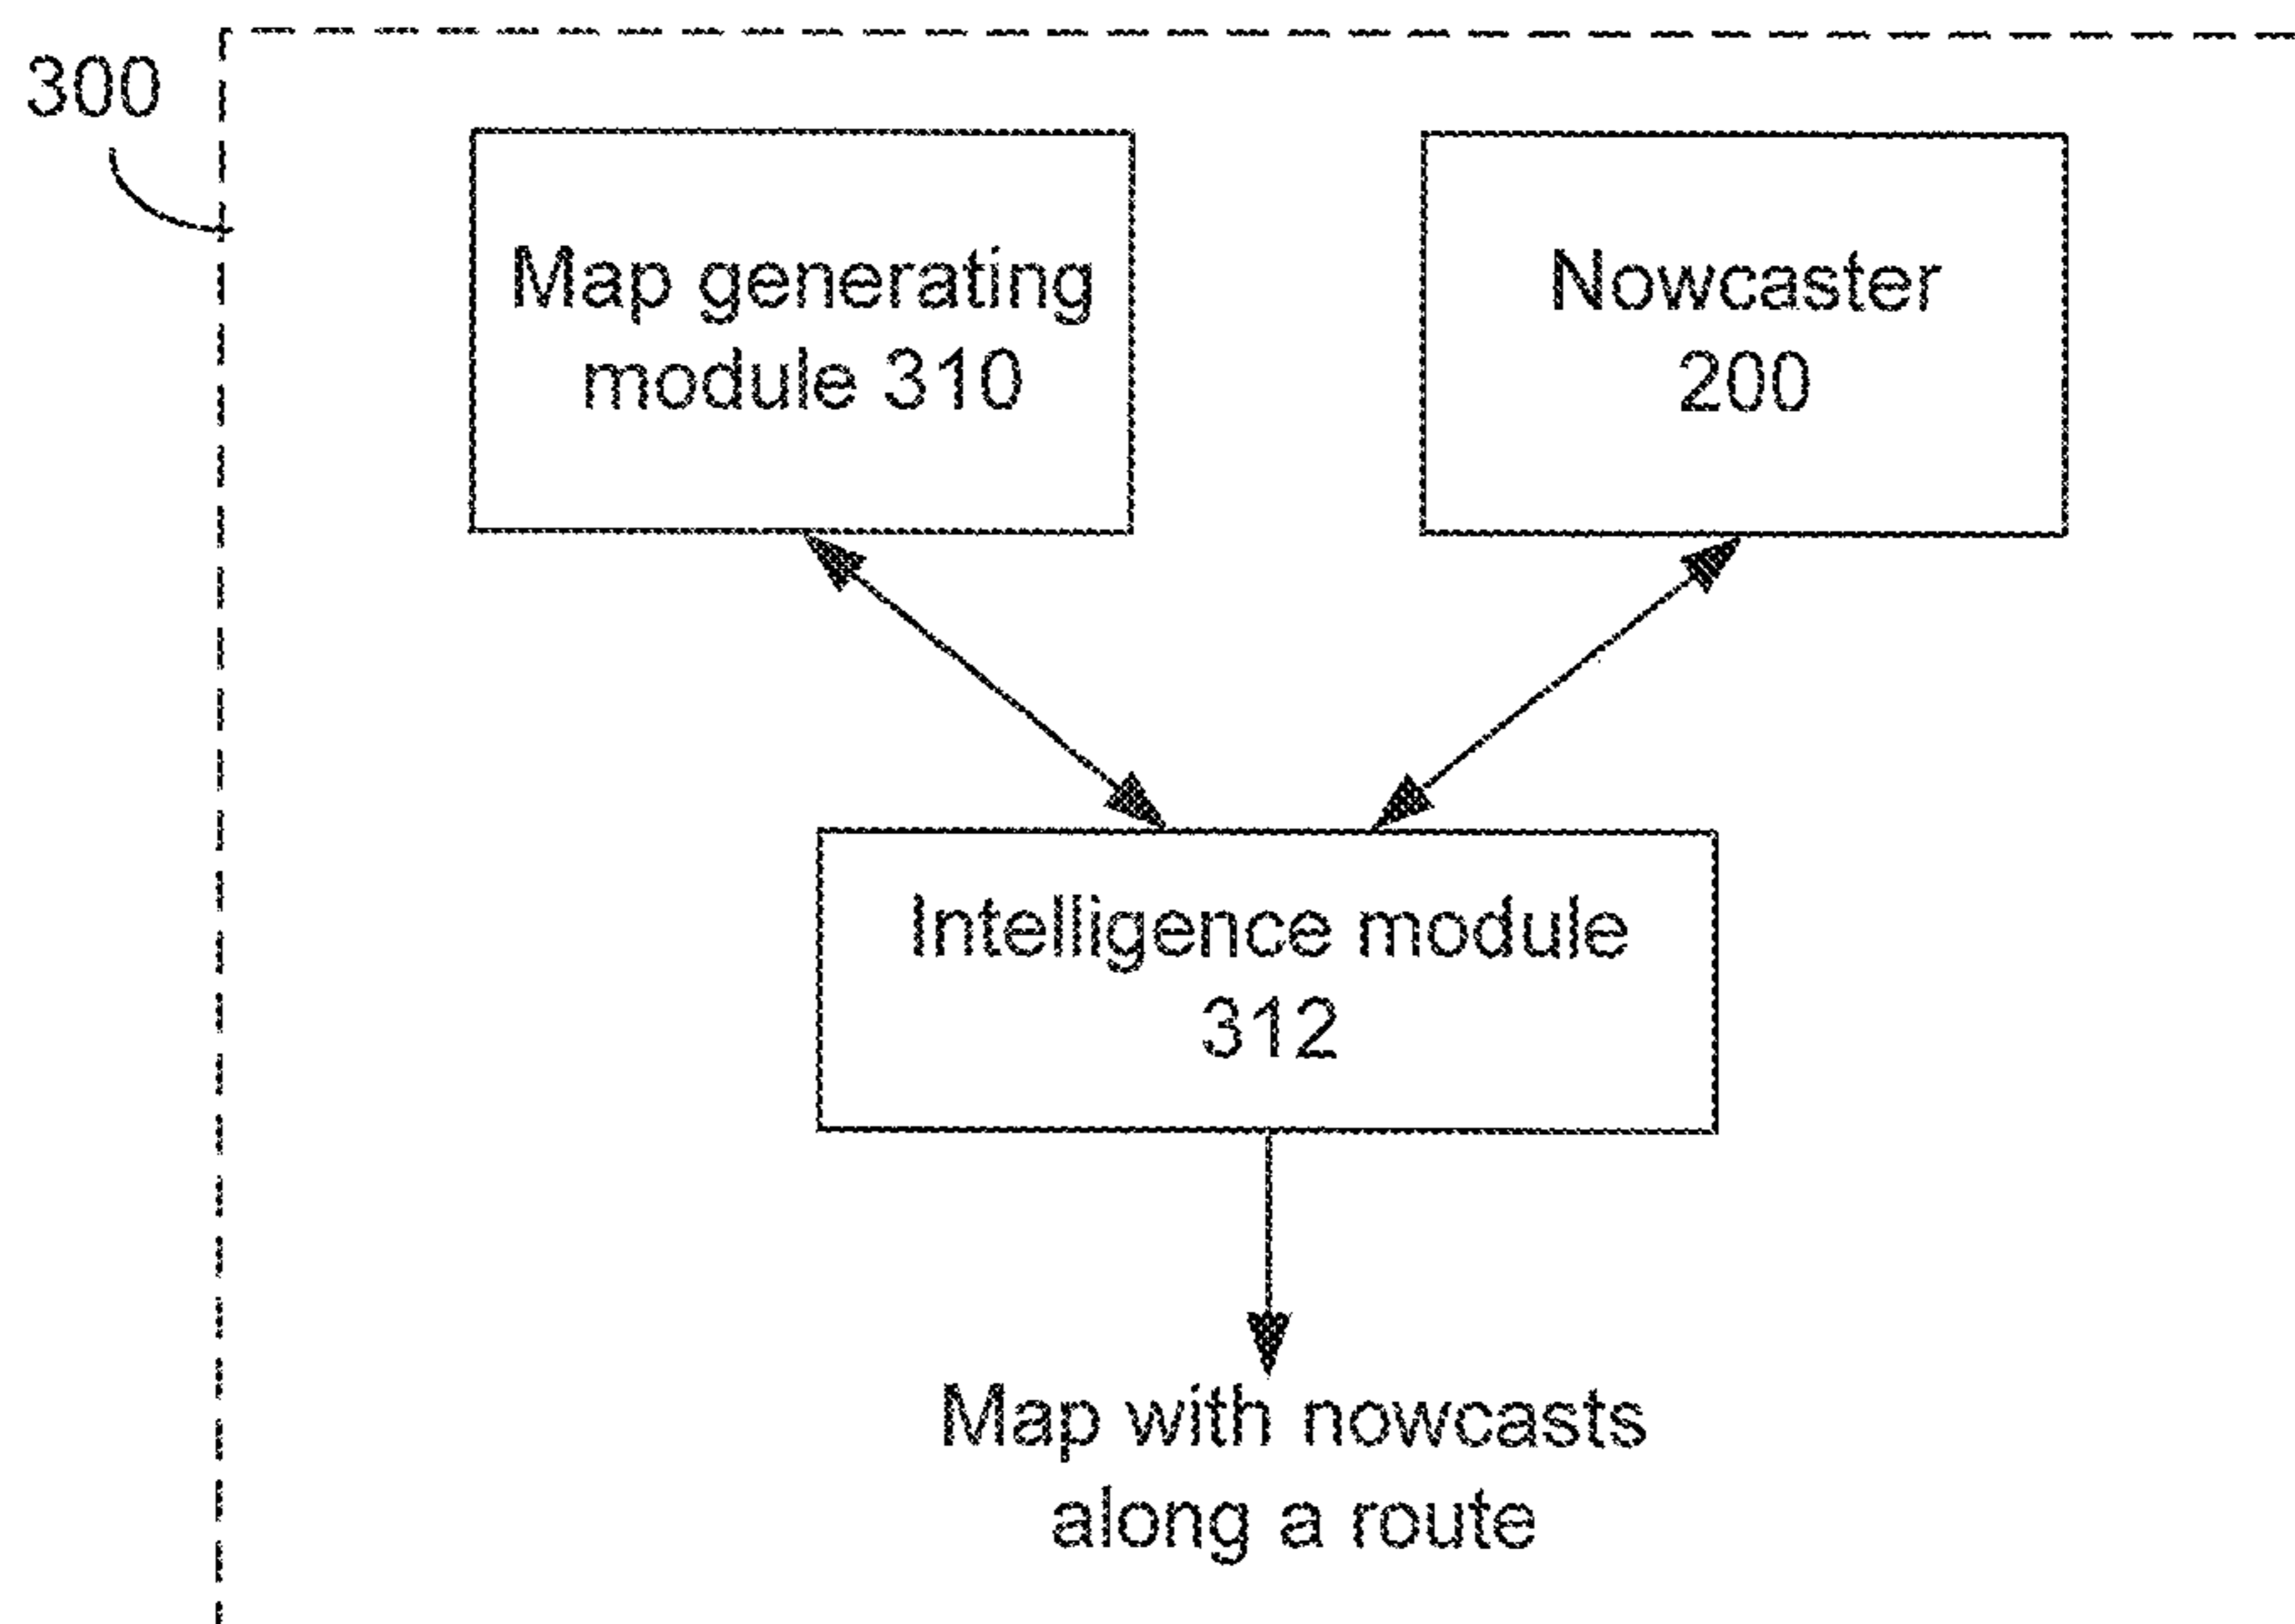 300
Map generating
module 310
Nowcaster
200
Intelligence module
312
Map with nowcasts
along a route